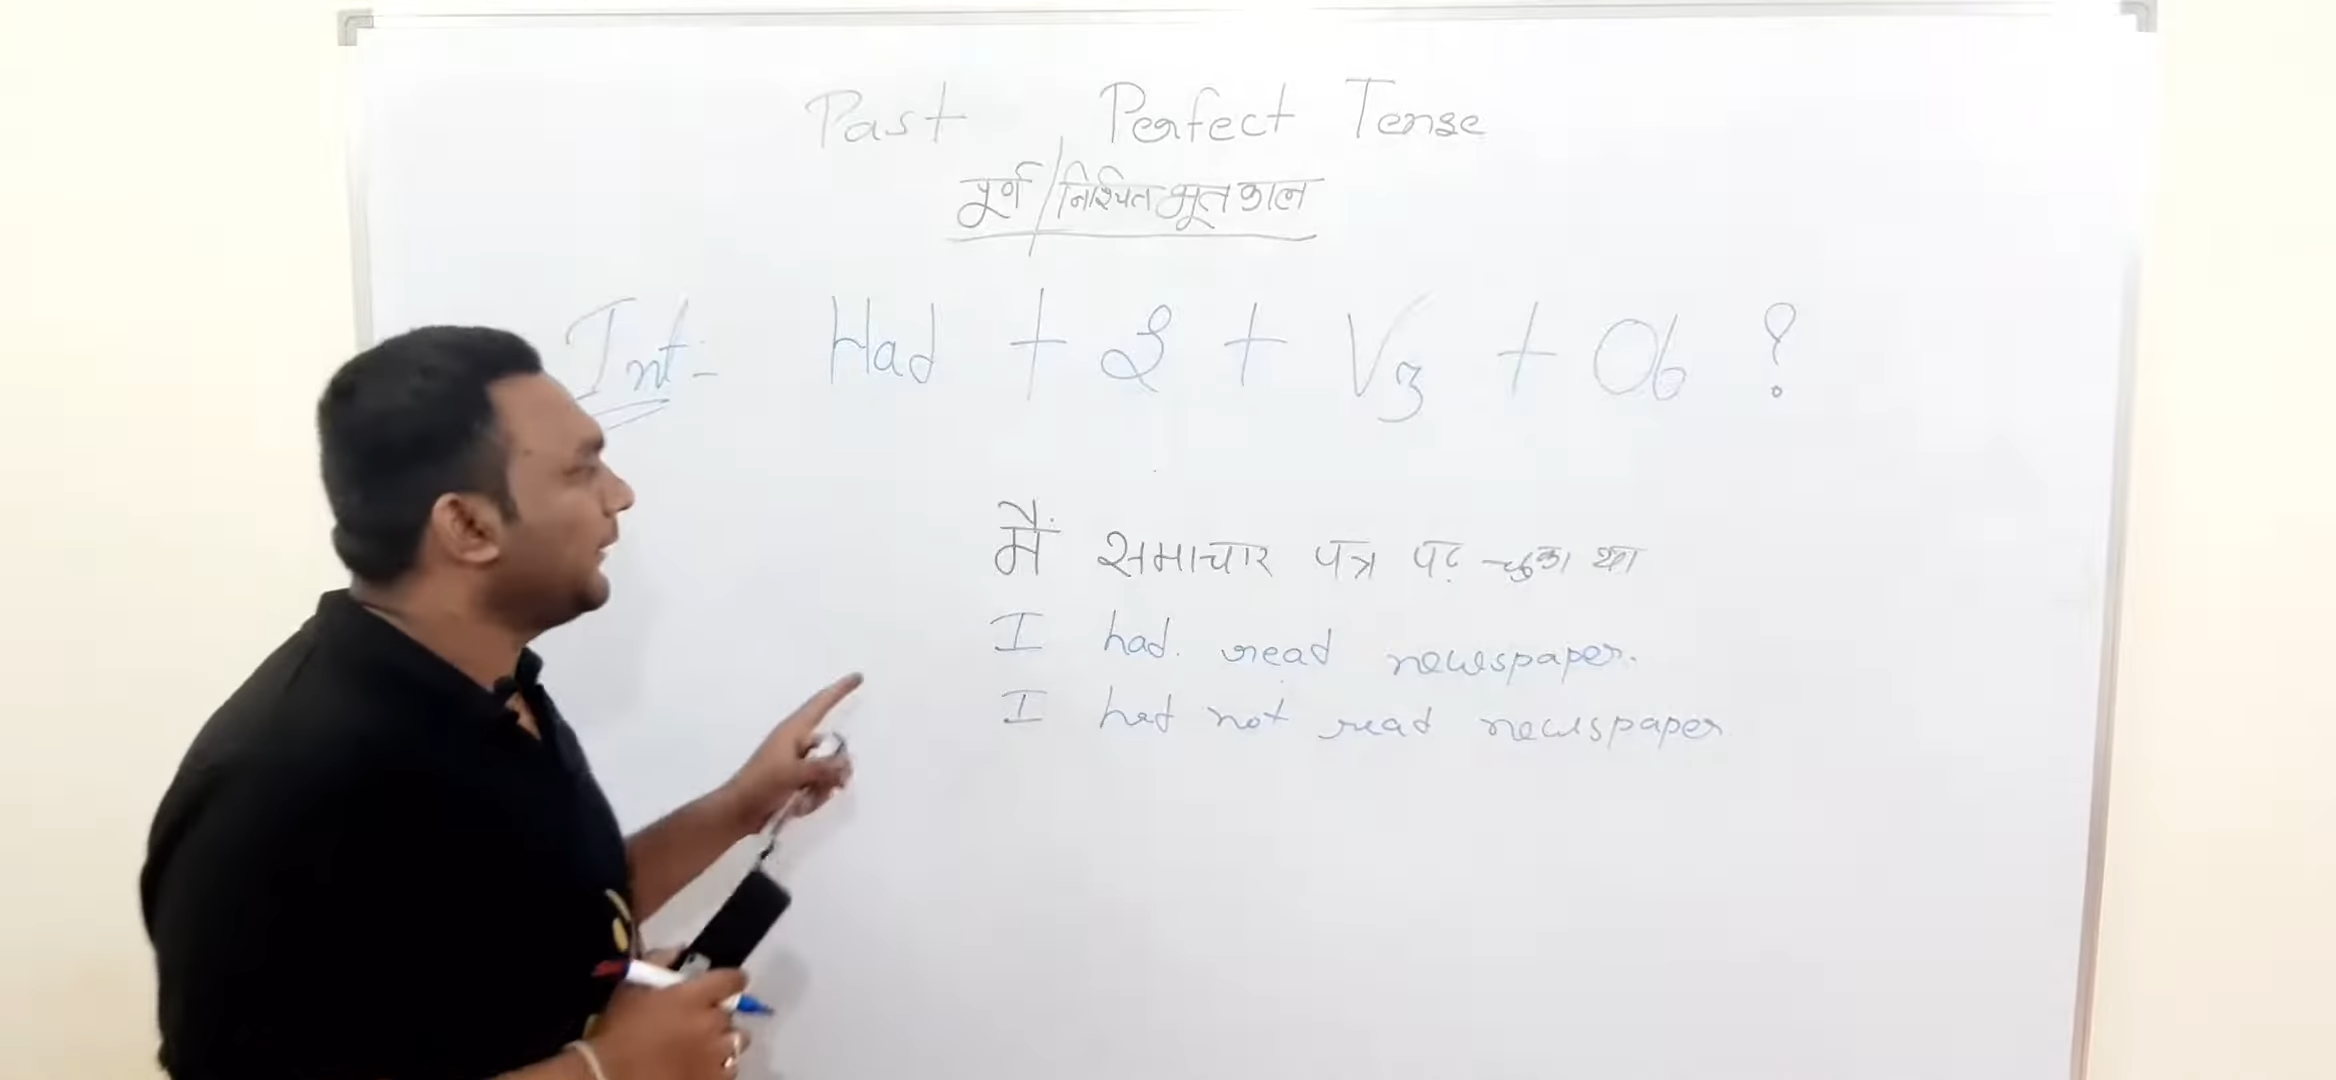 Past Perfect Tense
पूर्ण/निश्चित भूतकाल
Int- Had + S + V3 + Ob ?
मैं समाचार पत्र पढ़ चुका था
I had. read newspaper.
I had not read newspaper